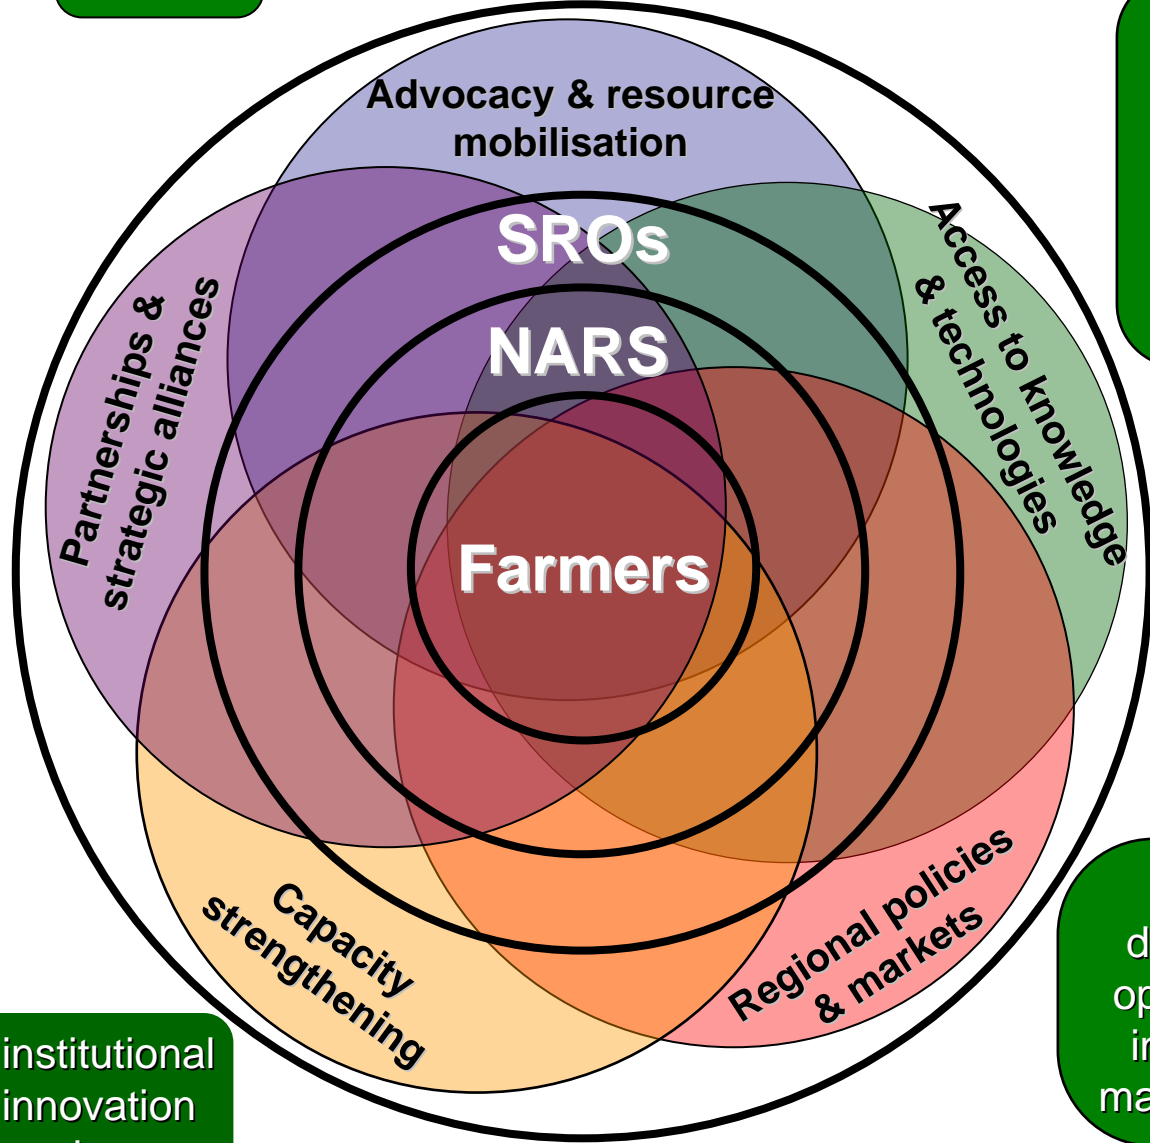 Advocacy & resource
mobilisation
SROs
NARS
Farmers
Partnerships &
strategic alliances
Access to knowledge
& technologies
Capacity
strengthening
Regional policies
& markets
institutional
innovation